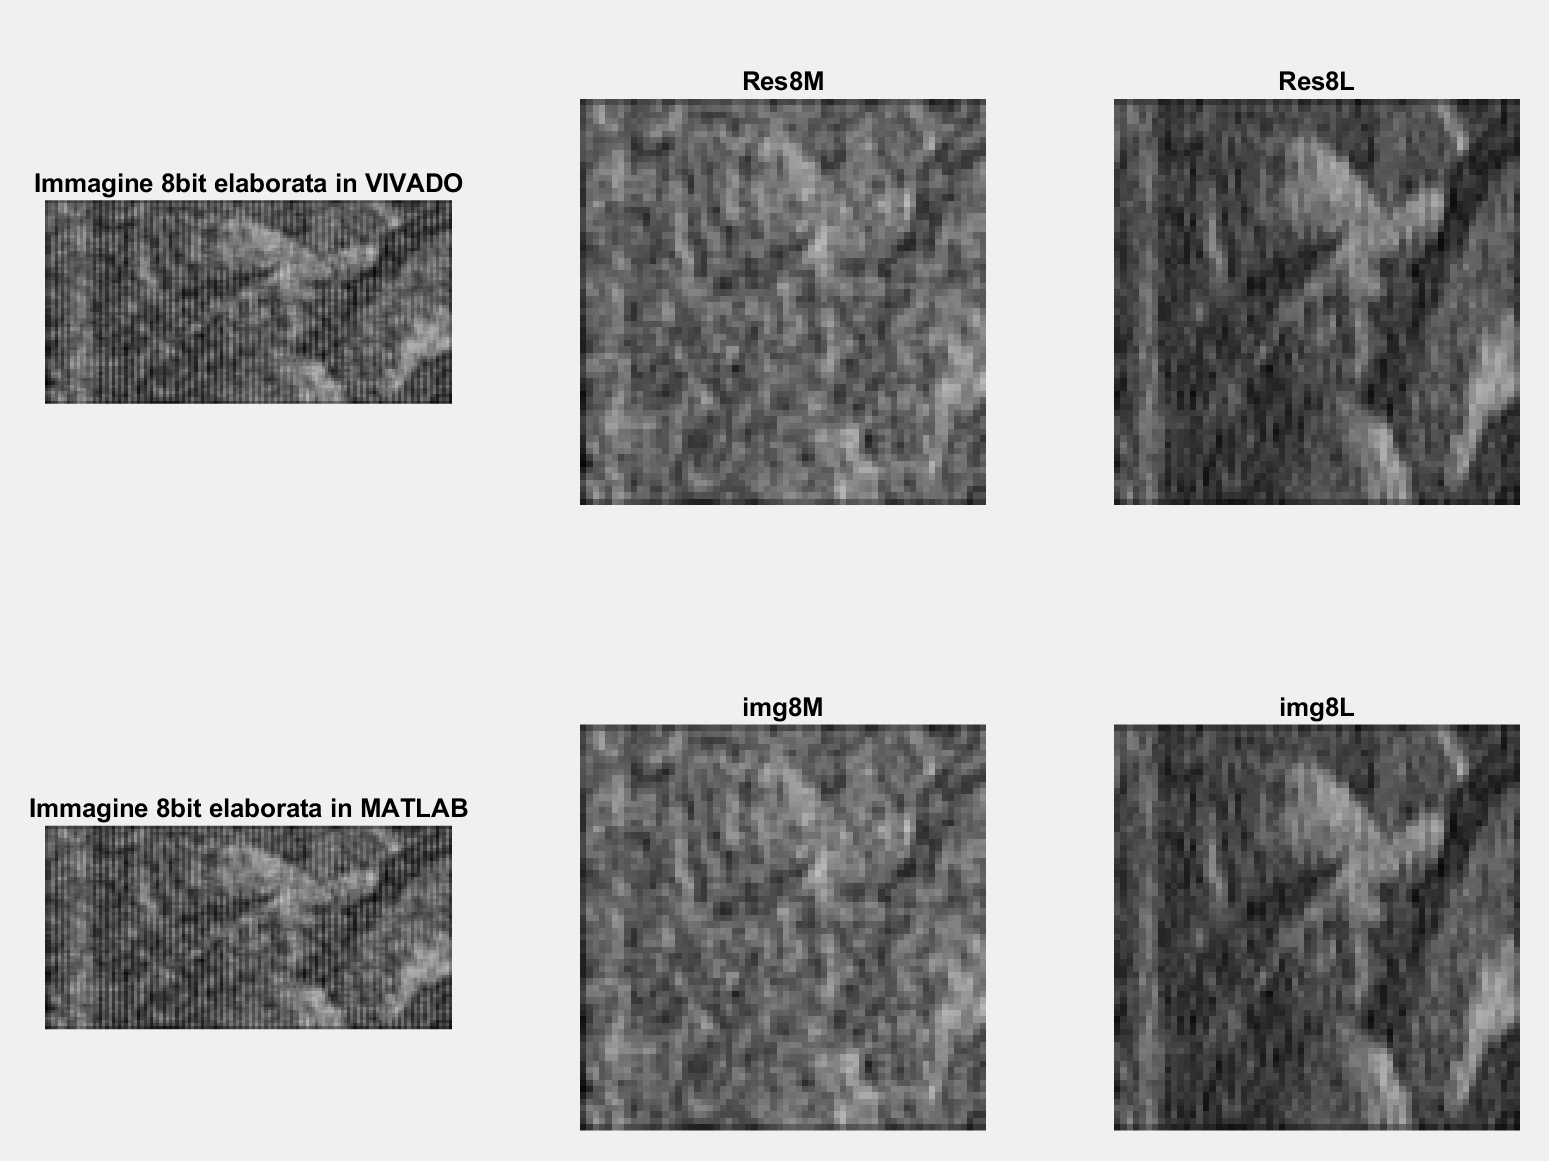 Res8M
Res8L
Immagine 8bit elaborata in VIVADO
img8M
img8L
Immagine 8bit elaborata in MATLAB